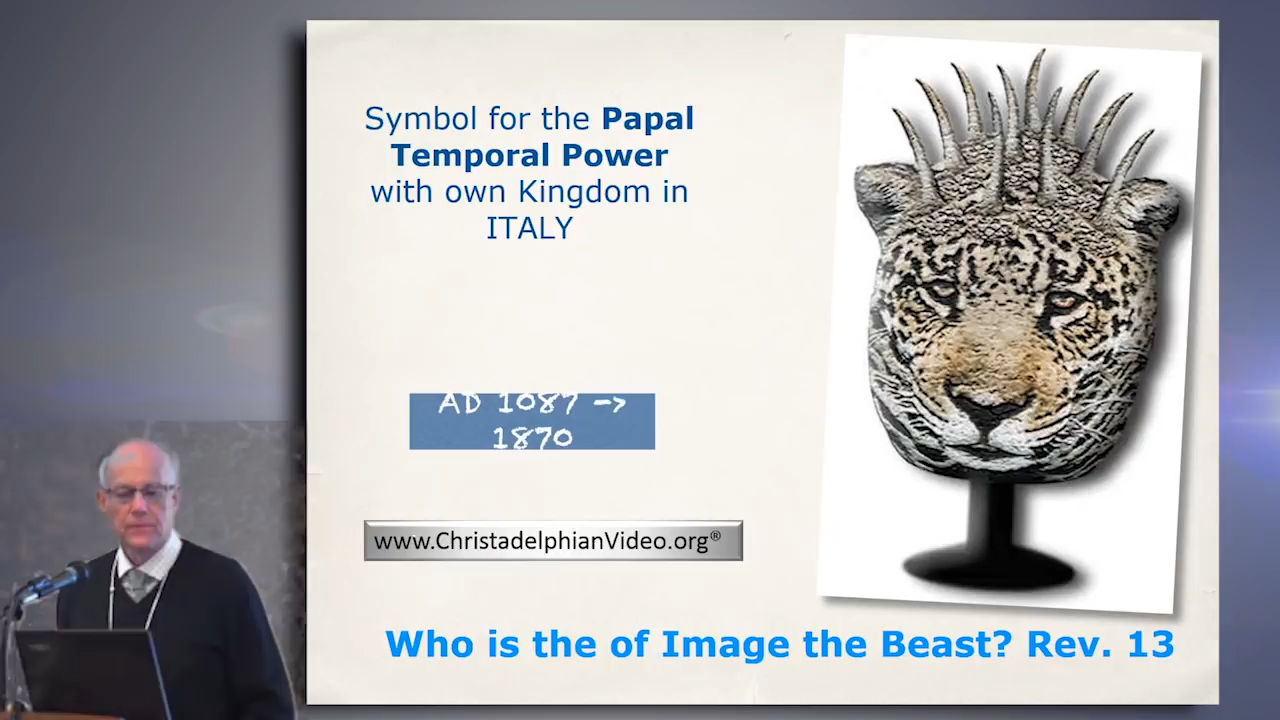 Symbol for the Papal
Temporal Power
with own Kingdom in
ITALY
AD 1087 ->
1870
www.ChristadelphianVideo.org®
Who is the of Image the Beast? Rev. 13